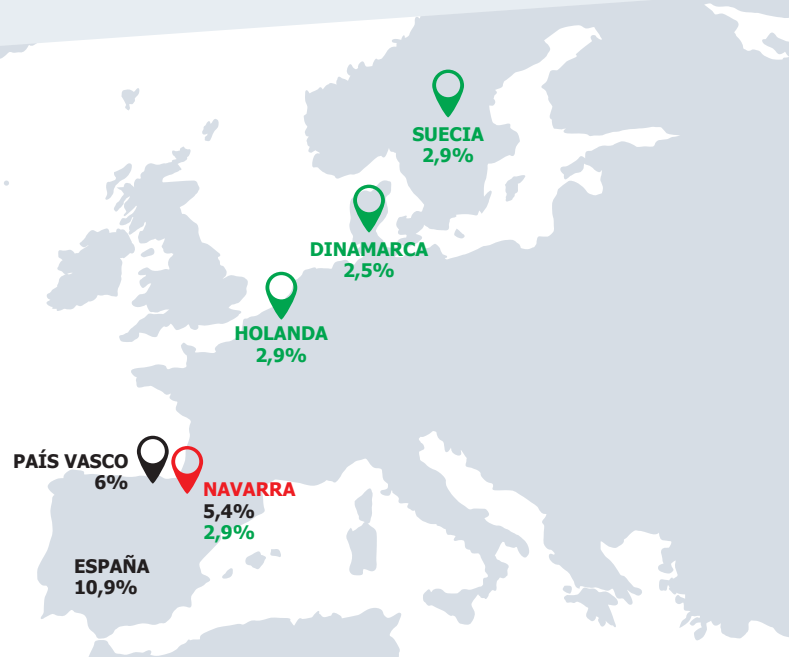 SUECIA
2,9%
DINAMARCA
2,5%
HOLANDA
2,9%
PAÍS VASCO
6%
NAVARRA
5,4%
2,9%
ESPAÑA
10,9%